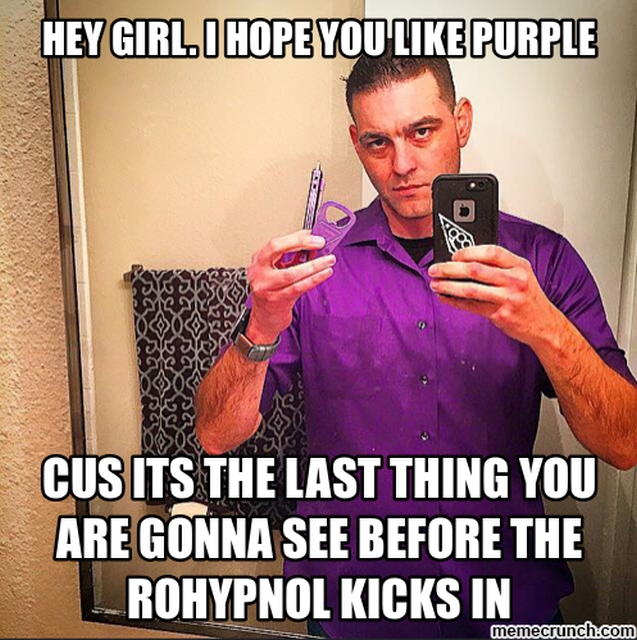 HEY GIRL. I HOPE YOU LIKE PURPLE
CUS ITS THE LAST THING YOU
ARE GONNA SEE BEFORE THE
ROHYPNOL KICKS IN
memecrunch.com